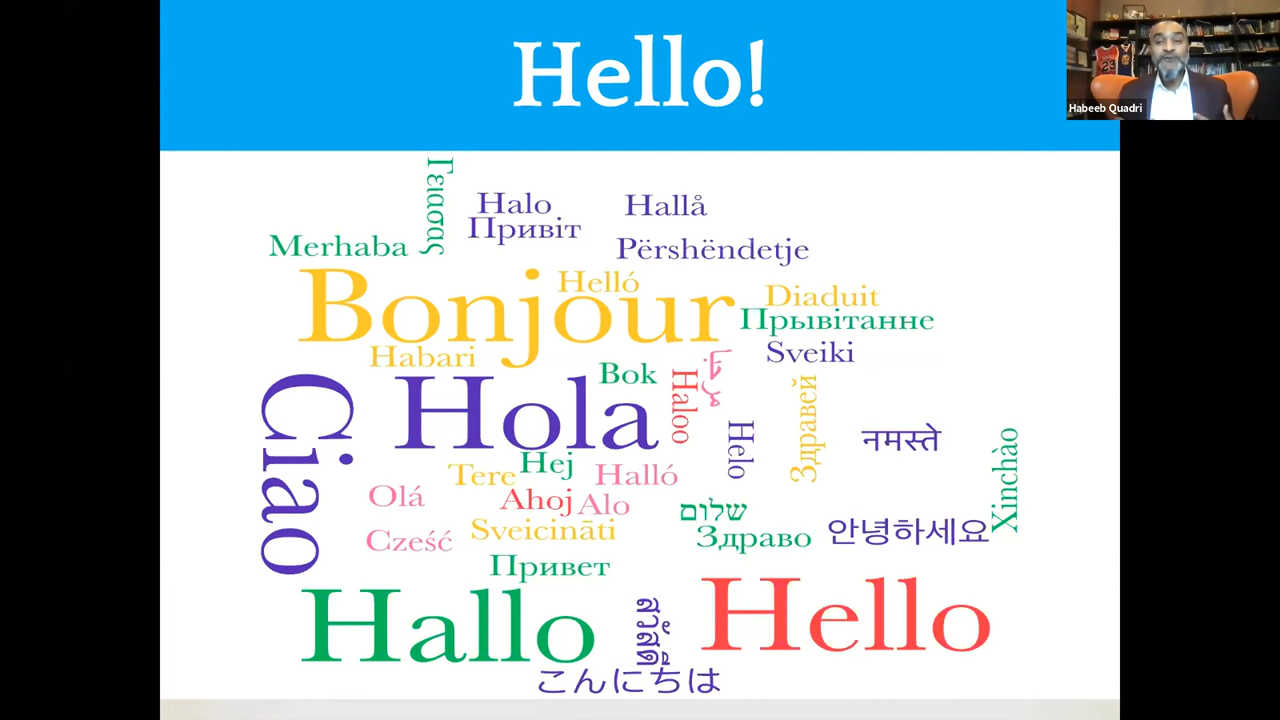 Hello!
Habeeb Quadri
Γειασας
Halo
Hallå
Привіт
Merhaba
Përshëndetje
Helló
Bonjour
Diaduit
Прывітанне
Habari
Sveiki
مرحبا
Bok
Haloo
Ciao
Hola
Здравей
Helo
नमस्ते
Xinchào
Hej
Tere
Halló
Olá
Ahoj
Alo
שלום
Sveicināti
Здраво
안녕하세요
Cześć
Привет
Hallo
สวัสดี
Hello
こんにちは